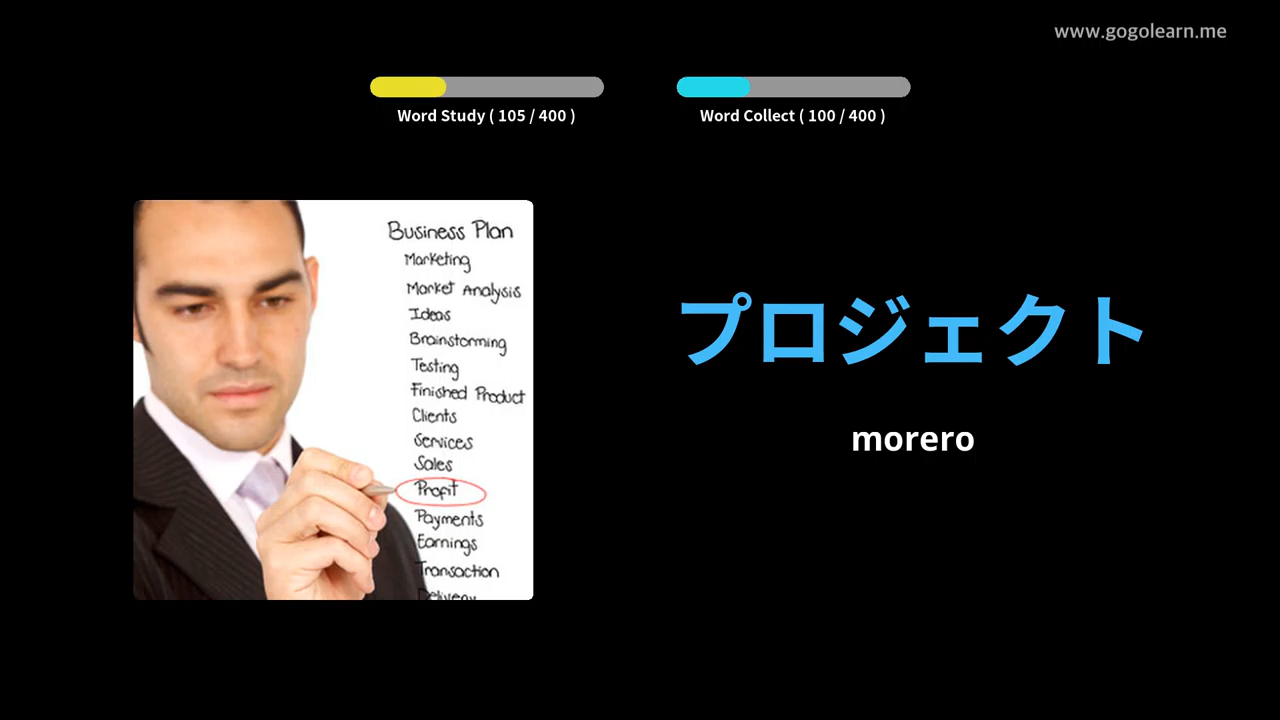 www.gogolearn.me
Word Study ( 105 / 400 )
Word Collect ( 100 / 400 )
Business Plan
Marketing
Market Analysis
Ideas
Brainstorming
Testing
Finished Product
Clients
Services
Sales
Profit
Payments
Earnings
Transaction
Delivery
プロジェクト
morero